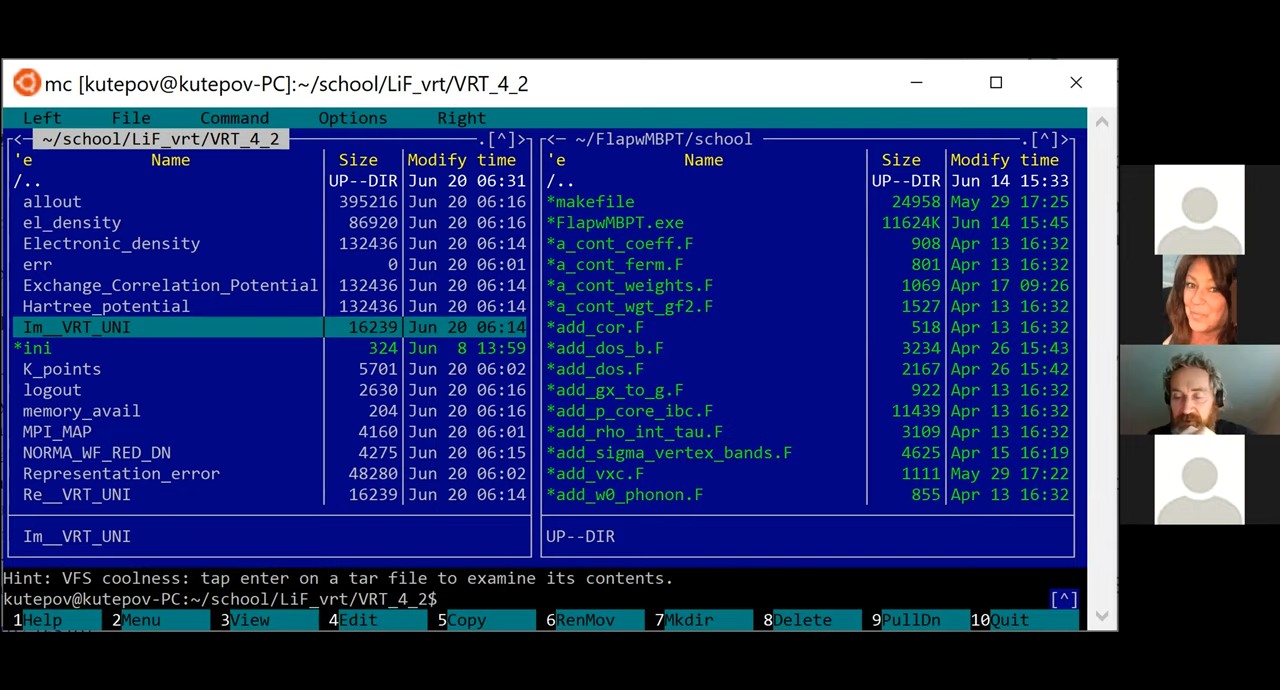 mc [kutepov@kutepov-PC]:~/school/LiF_vrt/VRT_4_2
Left File Command Options Right
<─ ~/school/LiF_vrt/VRT_4_2 .[^]>
'e Name Size Modify time
/.. UP--DIR Jun 20 06:31
allout 395216 Jun 20 06:16
el_density 86920 Jun 20 06:16
Electronic_density 132436 Jun 20 06:14
err 0 Jun 20 06:01
Exchange_Correlation_Potential 132436 Jun 20 06:14
Hartree_potential 132436 Jun 20 06:14
Im__VRT_UNI 16239 Jun 20 06:14
*ini 324 Jun 8 13:59
K_points 5701 Jun 20 06:02
logout 2630 Jun 20 06:16
memory_avail 204 Jun 20 06:16
MPI_MAP 4160 Jun 20 06:01
NORMA_WF_RED_DN 4275 Jun 20 06:15
Representation_error 48280 Jun 20 06:02
Re__VRT_UNI 16239 Jun 20 06:14
Im__VRT_UNI
<─ ~/FlapwMBPT/school .[^]>
'e Name Size Modify time
/.. UP--DIR Jun 14 15:33
*makefile 24958 May 29 17:25
*FlapwMBPT.exe 11624K Jun 14 15:45
*a_cont_coeff.F 908 Apr 13 16:32
*a_cont_ferm.F 801 Apr 13 16:32
*a_cont_weights.F 1069 Apr 17 09:26
*a_cont_wgt_gf2.F 1527 Apr 13 16:32
*add_cor.F 518 Apr 13 16:32
*add_dos_b.F 3234 Apr 26 15:43
*add_dos.F 2167 Apr 26 15:42
*add_gx_to_g.F 922 Apr 13 16:32
*add_p_core_ibc.F 11439 Apr 13 16:32
*add_rho_int_tau.F 3109 Apr 13 16:32
*add_sigma_vertex_bands.F 4625 Apr 15 16:19
*add_vxc.F 1111 May 29 17:22
*add_w0_phonon.F 855 Apr 13 16:32
UP--DIR
Hint: VFS coolness: tap enter on a tar file to examine its contents.
kutepov@kutepov-PC:~/school/LiF_vrt/VRT_4_2$ [^]
1Help 2Menu 3View 4Edit 5Copy 6RenMov 7Mkdir 8Delete 9PullDn 10Quit